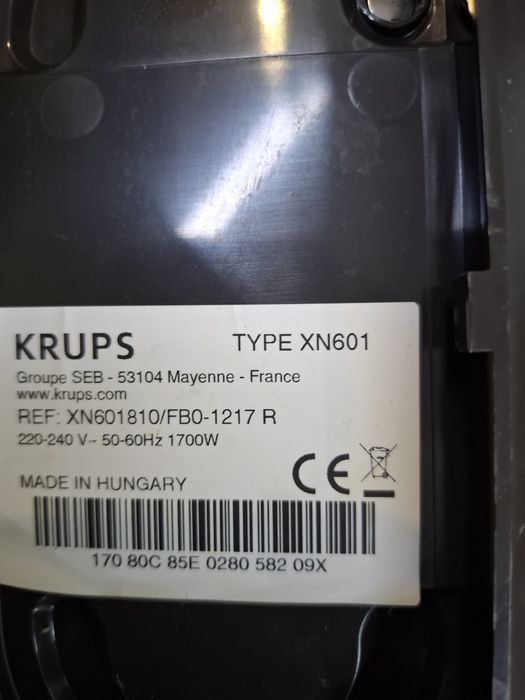 KRUPS TYPE XN601
Groupe SEB - 53104 Mayenne - France
www.krups.com
REF: XN601810/FB0-1217 R
220-240 V~ 50-60Hz 1700W
CE
MADE IN HUNGARY
170 80C 85E 0280 582 09X